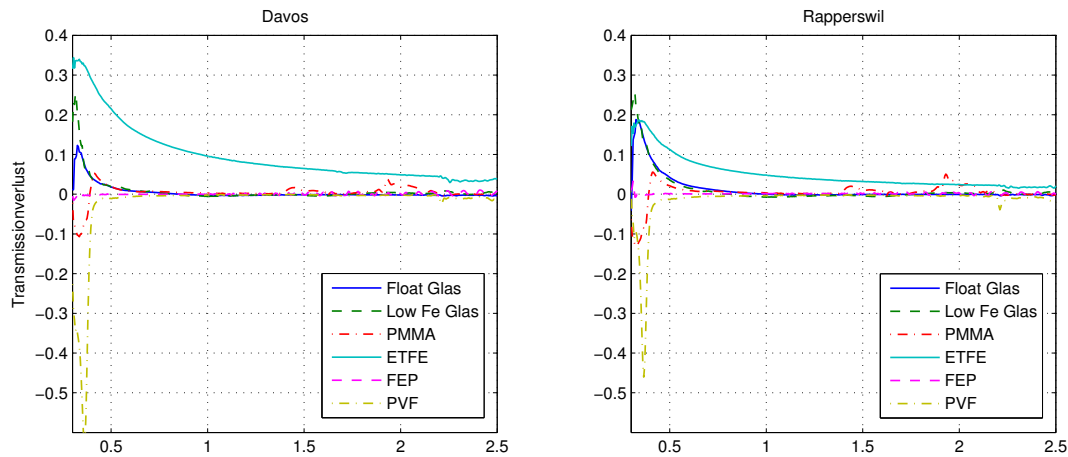 Davos
Transmissionverlust
0.4
0.3
0.2
0.1
0
−0.1
−0.2
−0.3
−0.4
−0.5
0.5
1
1.5
2
2.5
Float Glas
Low Fe Glas
PMMA
ETFE
FEP
PVF
Rapperswil
0.4
0.3
0.2
0.1
0
−0.1
−0.2
−0.3
−0.4
−0.5
0.5
1
1.5
2
2.5
Float Glas
Low Fe Glas
PMMA
ETFE
FEP
PVF